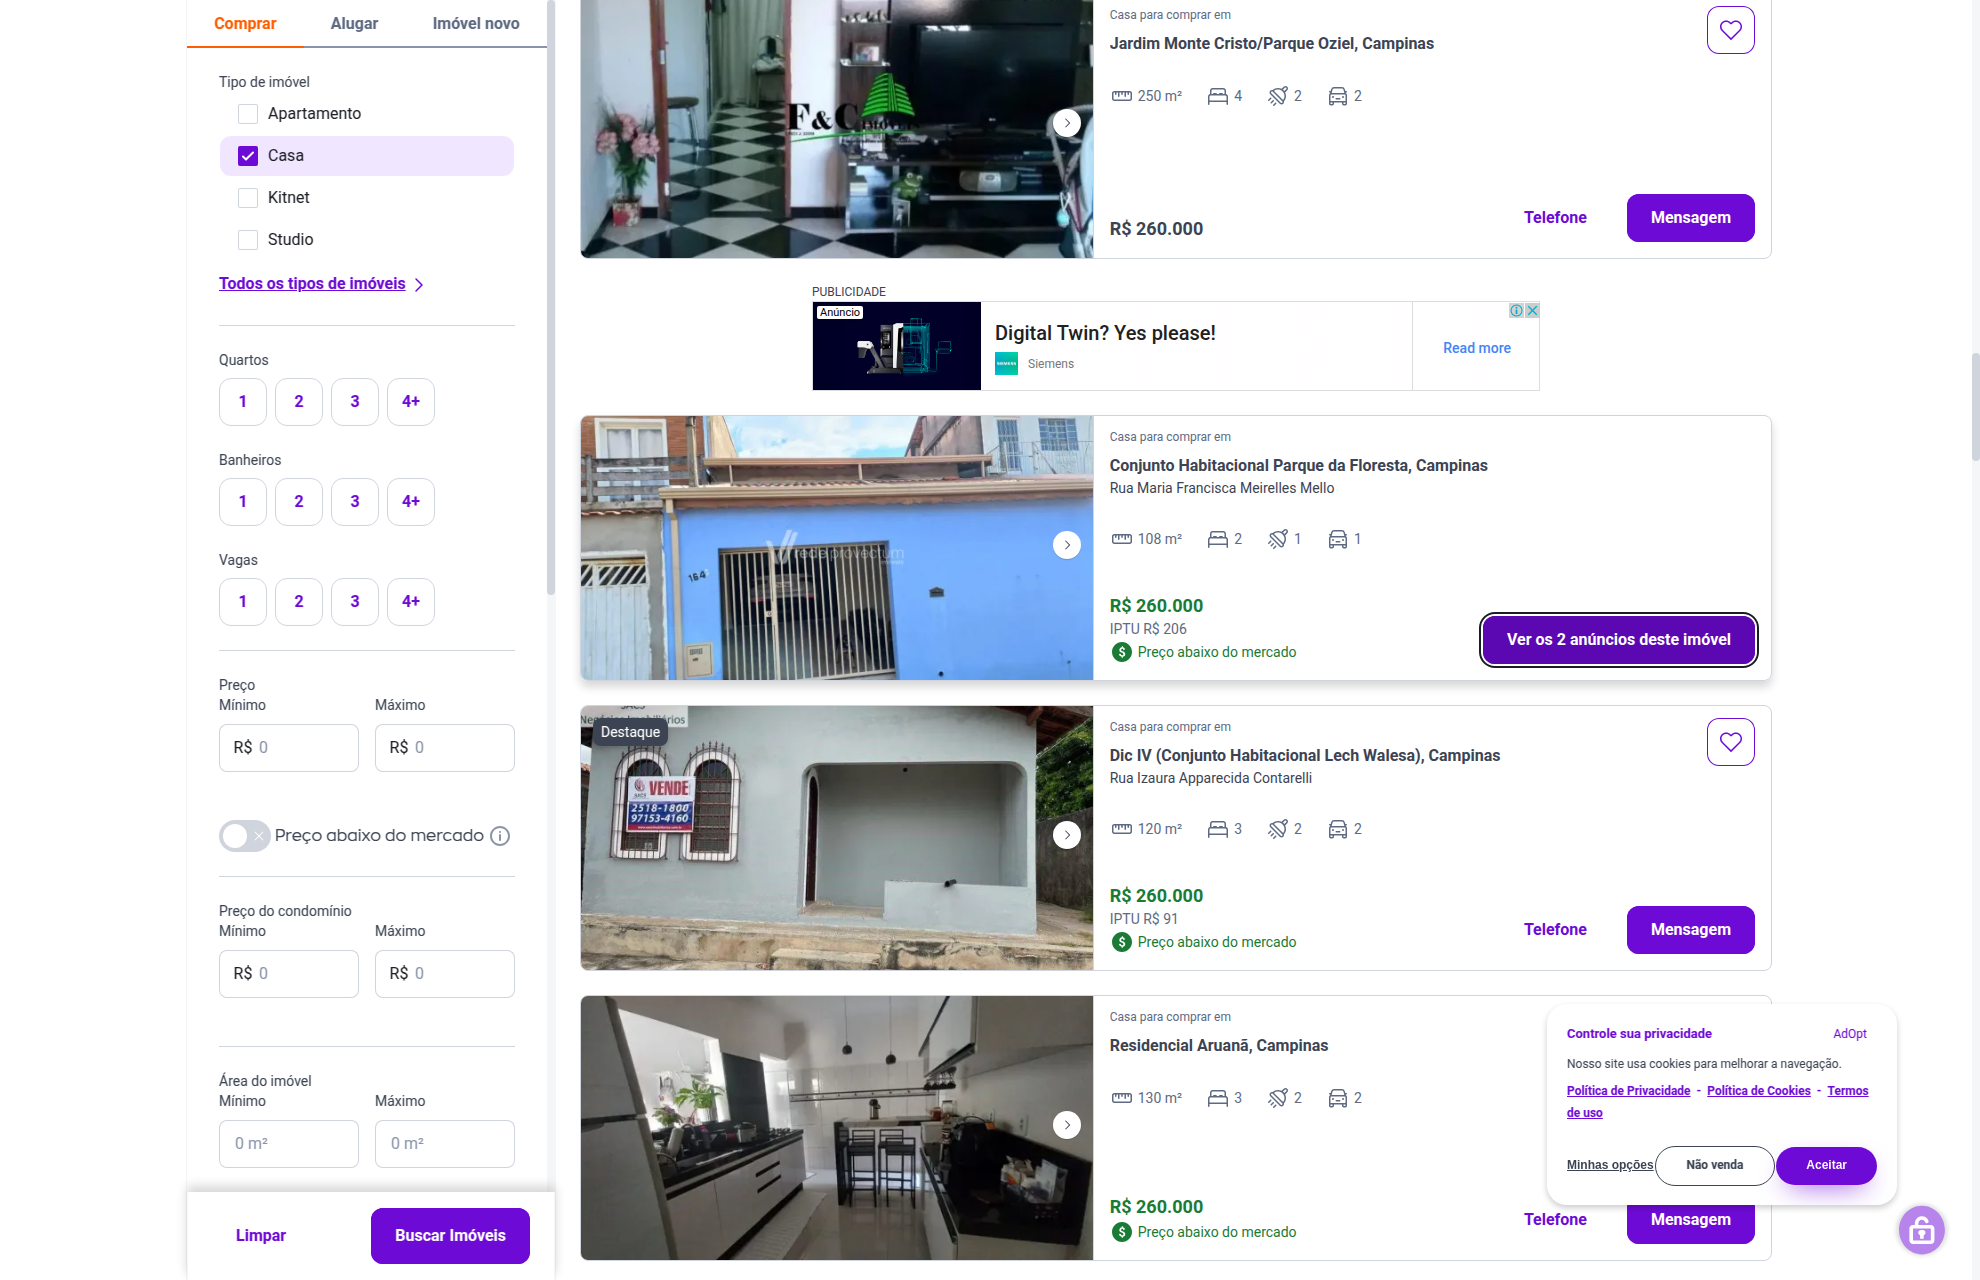 Comprar
Alugar
Imóvel novo
Tipo de imóvel
Apartamento
Casa
Kitnet
Studio
Todos os tipos de imóveis
Quartos
1
2
3
4+
Banheiros
1
2
3
4+
Vagas
1
2
3
4+
Preço
Mínimo
Máximo
R$ 0
R$ 0
Preço abaixo do mercado
Preço do condomínio
Mínimo
Máximo
R$ 0
R$ 0
Área do imóvel
Mínimo
Máximo
0 m²
0 m²
Limpar
Buscar Imóveis
F&C
Casa para comprar em
Jardim Monte Cristo/Parque Oziel, Campinas
250 m²
4
2
2
R$ 260.000
Telefone
Mensagem
PUBLICIDADE
Anúncio
Digital Twin? Yes please!
SIEMENS
Siemens
Read more
rede provectum
164
Casa para comprar em
Conjunto Habitacional Parque da Floresta, Campinas
Rua Maria Francisca Meirelles Mello
108 m²
2
1
1
R$ 260.000
IPTU R$ 206
$ Preço abaixo do mercado
Ver os 2 anúncios deste imóvel
Destaque
VENDE
2518-1800
97153-4160
Casa para comprar em
Dic IV (Conjunto Habitacional Lech Walesa), Campinas
Rua Izaura Apparecida Contarelli
120 m²
3
2
2
R$ 260.000
IPTU R$ 91
$ Preço abaixo do mercado
Telefone
Mensagem
Casa para comprar em
Residencial Aruanã, Campinas
130 m²
3
2
2
R$ 260.000
$ Preço abaixo do mercado
Telefone
Mensagem
Controle sua privacidade
AdOpt
Nosso site usa cookies para melhorar a navegação.
Política de Privacidade - Política de Cookies - Termos
de uso
Minhas opções
Não venda
Aceitar